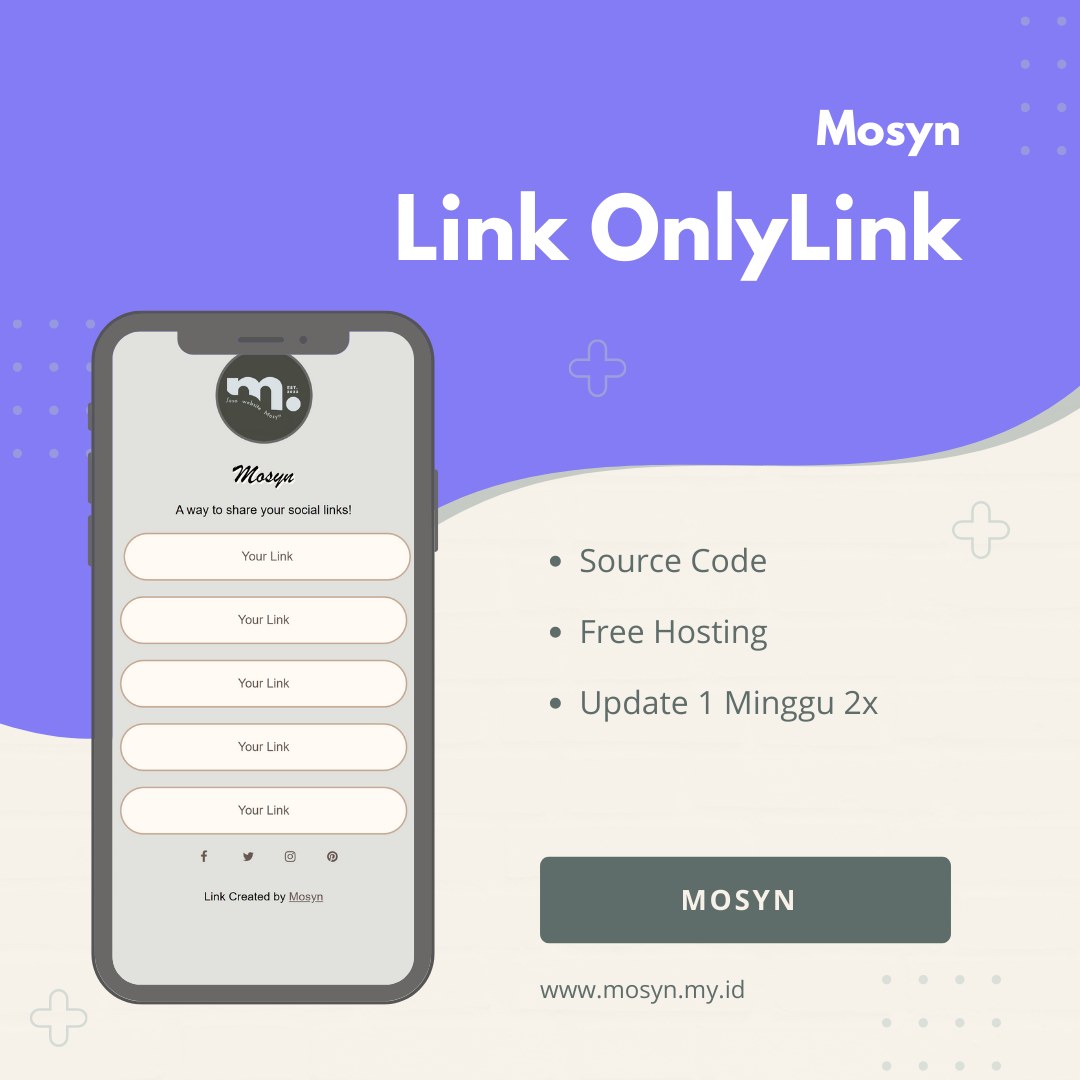 Mosyn
Link OnlyLink
m.
EST.
Mosyn
A way to share your social links!
Your Link
Your Link
Your Link
Your Link
Your Link
Link Created by Mosyn
• Source Code
• Free Hosting
• Update 1 Minggu 2x
MOSYN
www.mosyn.my.id